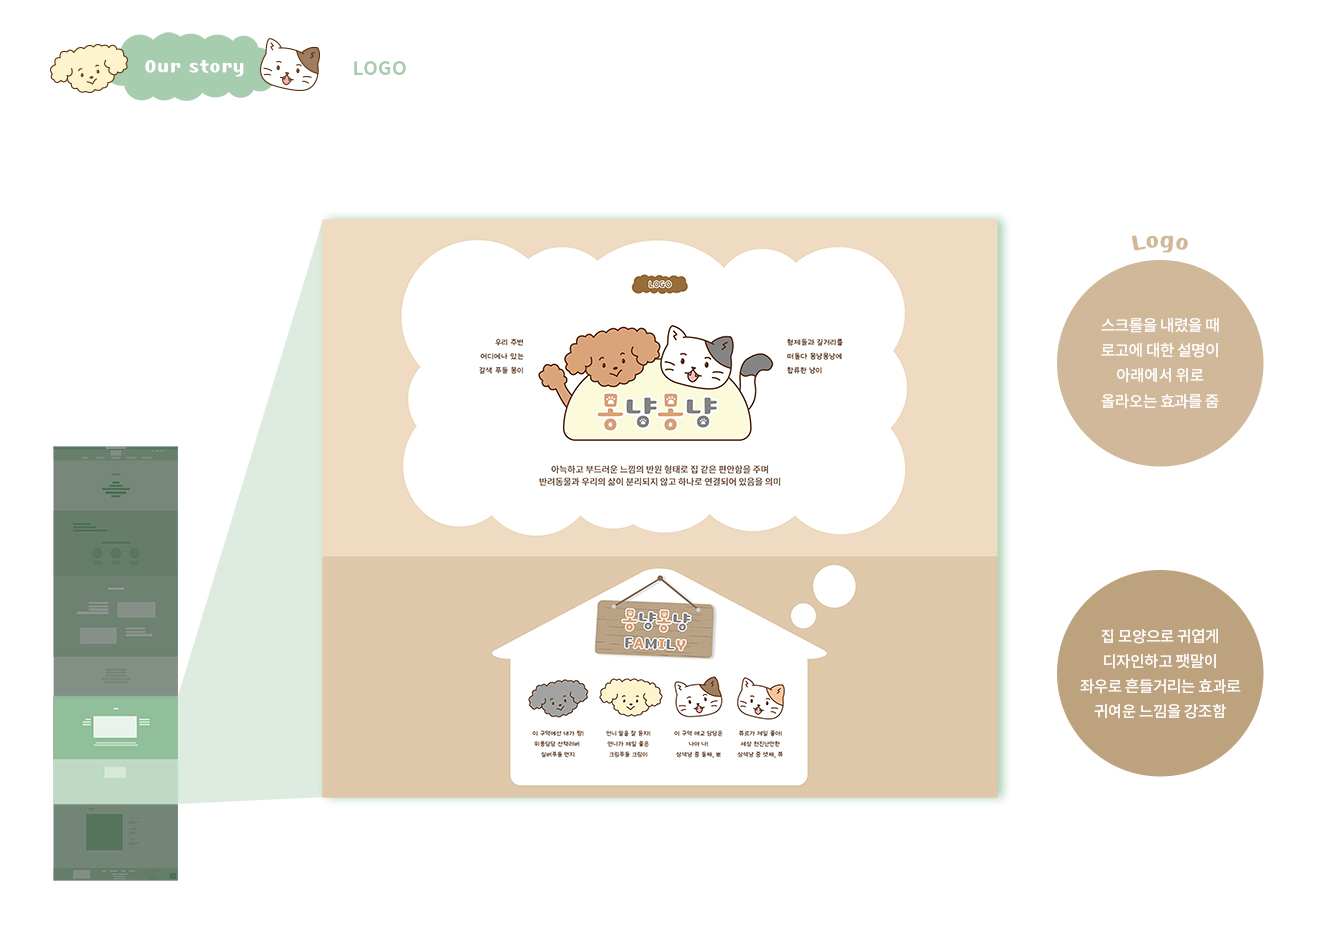 Our story
LOGO
LOGO
우리 주변
어디에나 있는
갈색 푸들 몽이
형제들과 길거리를
떠돌다 몽냥몽냥에
합류한 냥이
몽냥몽냥
아늑하고 부드러운 느낌의 반원 형태로 집 같은 편안함을 주며
반려동물과 우리의 삶이 분리되지 않고 하나로 연결되어 있음을 의미
몽냥몽냥
FAMILY
이 구역에선 내가 짱!
위풍당당 산책러버
실버푸들 먼지
언니 말을 잘 듣자!
언니가 제일 좋은
크림푸들 크림이
이 구역 애교 담당은
나야 나!
삼색냥 중 둘째, 뽀
츄르가 제일 좋아!
세상 천진난만한
삼색냥 중 셋째, 쮸
Logo
스크롤을 내렸을 때
로고에 대한 설명이
아래에서 위로
올라오는 효과를 줌
집 모양으로 귀엽게
디자인하고 팻말이
좌우로 흔들거리는 효과로
귀여운 느낌을 강조함